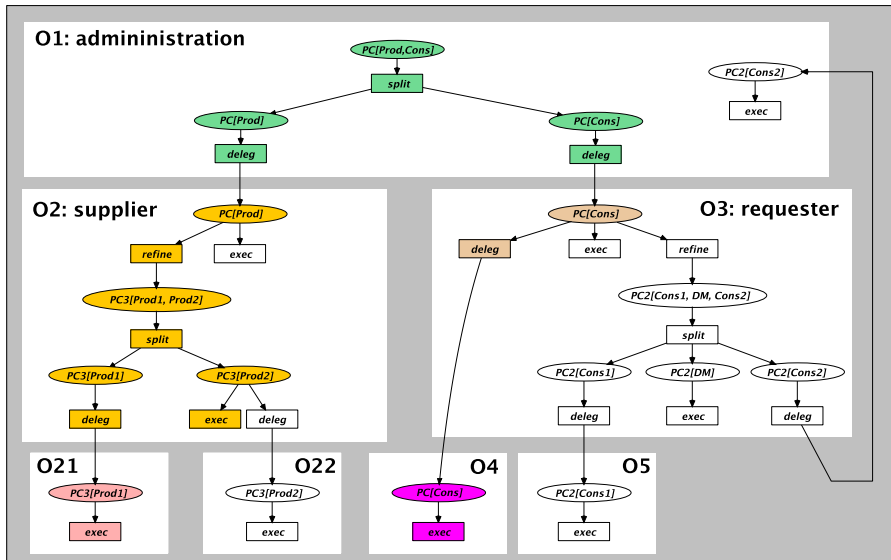 O1: admininistration
PC[Prod,Cons]
split
PC2[Cons2]
exec
PC[Prod]
PC[Cons]
deleg
deleg
O2: supplier
PC[Prod]
refine
exec
PC3[Prod1, Prod2]
split
PC3[Prod1]
PC3[Prod2]
deleg
exec
deleg
O3: requester
PC[Cons]
deleg
exec
refine
PC2[Cons1, DM, Cons2]
split
PC2[Cons1]
PC2[DM]
PC2[Cons2]
deleg
exec
deleg
O21
PC3[Prod1]
exec
O22
PC3[Prod2]
exec
O4
PC[Cons]
exec
O5
PC2[Cons1]
exec